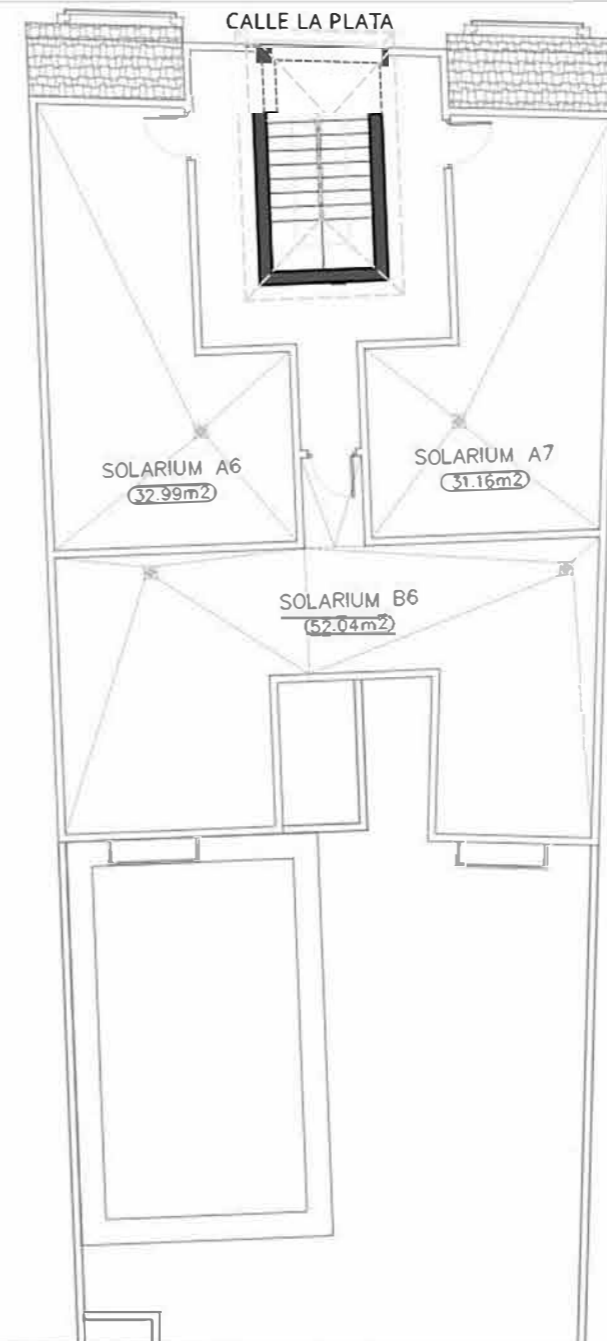 CALLE LA PLATA
SOLARIUM A6
32.99m2
SOLARIUM A7
31.16m2
SOLARIUM B6
52.04m2